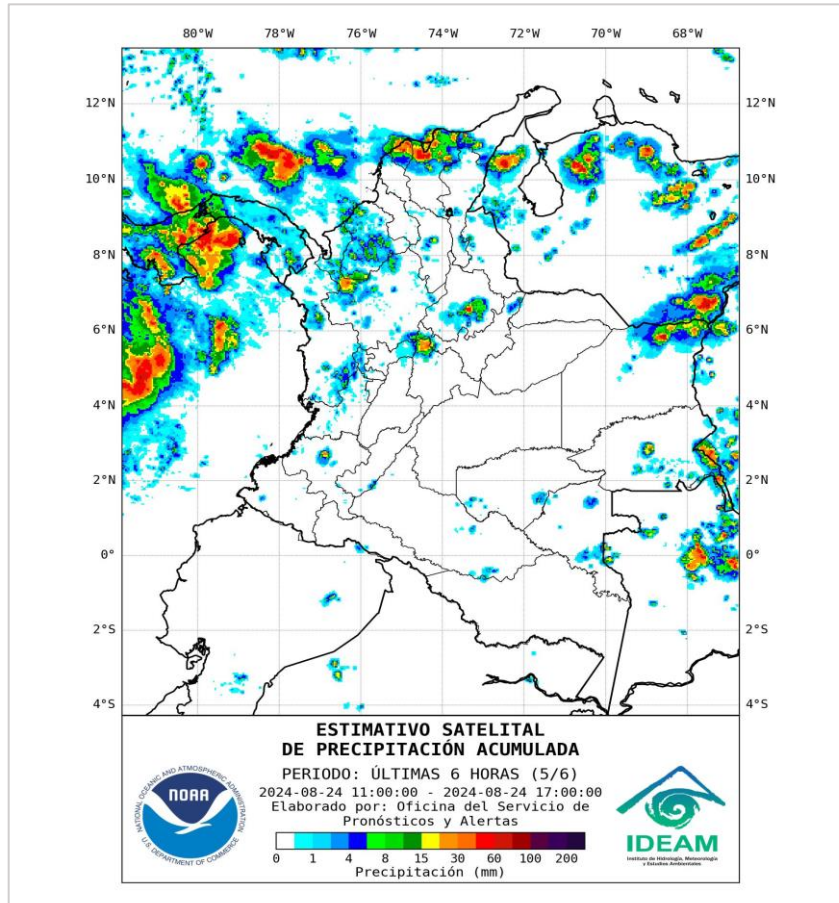 80°W 78°W 76°W 74°W 72°W 70°W 68°W
12°N 12°N
10°N 10°N
8°N 8°N
6°N 6°N
4°N 4°N
2°N 2°N
0° 0°
2°S 2°S
4°S 4°S
ESTIMATIVO SATELITAL
DE PRECIPITACIÓN ACUMULADA
PERIODO: ÚLTIMAS 6 HORAS (5/6)
2024-08-24 11:00:00 - 2024-08-24 17:00:00
Elaborado por: Oficina del Servicio de
Pronósticos y Alertas
0 1 4 8 15 30 60 100 200
Precipitación (mm)
NATIONAL OCEANIC AND ATMOSPHERIC ADMINISTRATION
NOAA
U.S. DEPARTMENT OF COMMERCE
IDEAM
Instituto de Hidrología, Meteorología
y Estudios Ambientales